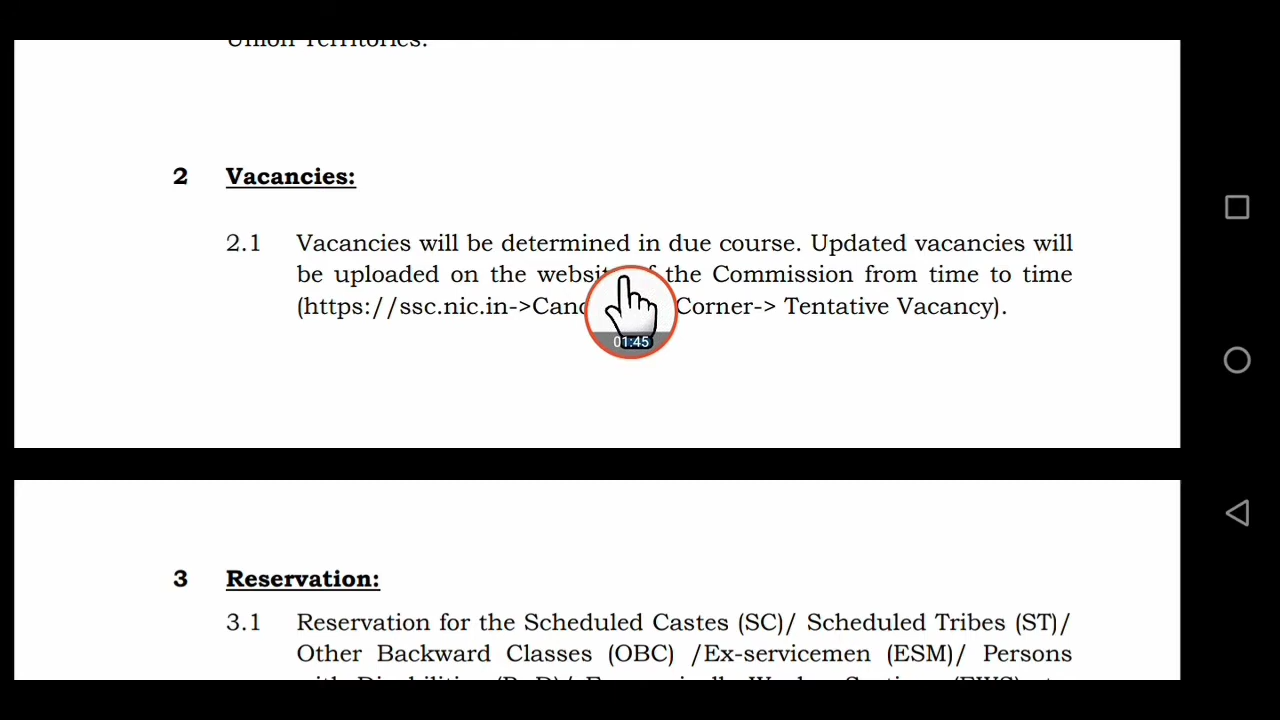 Union Territories.
2 Vacancies:
2.1 Vacancies will be determined in due course. Updated vacancies will
be uploaded on the the Commission from time to time
(https://ssc.nic.in-> Corner-> Tentative Vacancy).
01:45
3 Reservation:
3.1 Reservation for the Scheduled Castes (SC)/ Scheduled Tribes (ST)/
Other Backward Classes (OBC) /Ex-servicemen (ESM)/ Persons